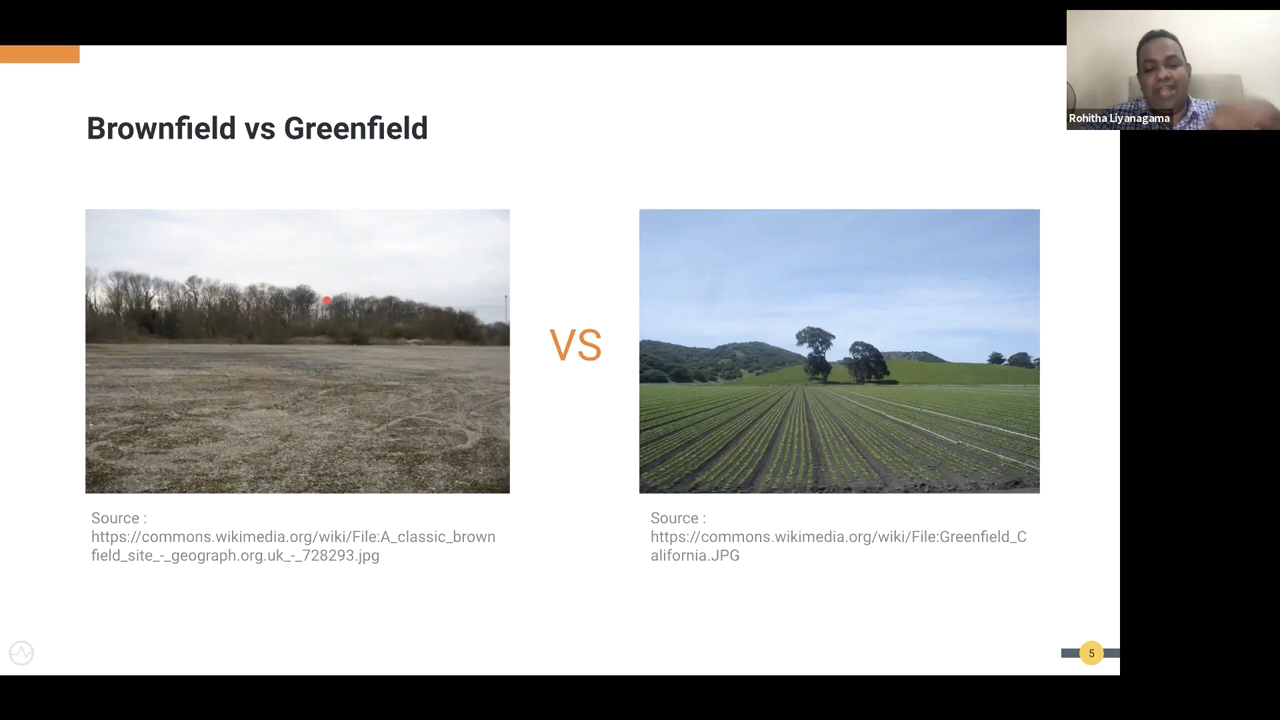 Rohitha Liyanagama
Brownfield vs Greenfield
VS
Source :
https://commons.wikimedia.org/wiki/File:A_classic_brown
field_site_-_geograph.org.uk_-_728293.jpg
Source :
https://commons.wikimedia.org/wiki/File:Greenfield_C
alifornia.JPG
5